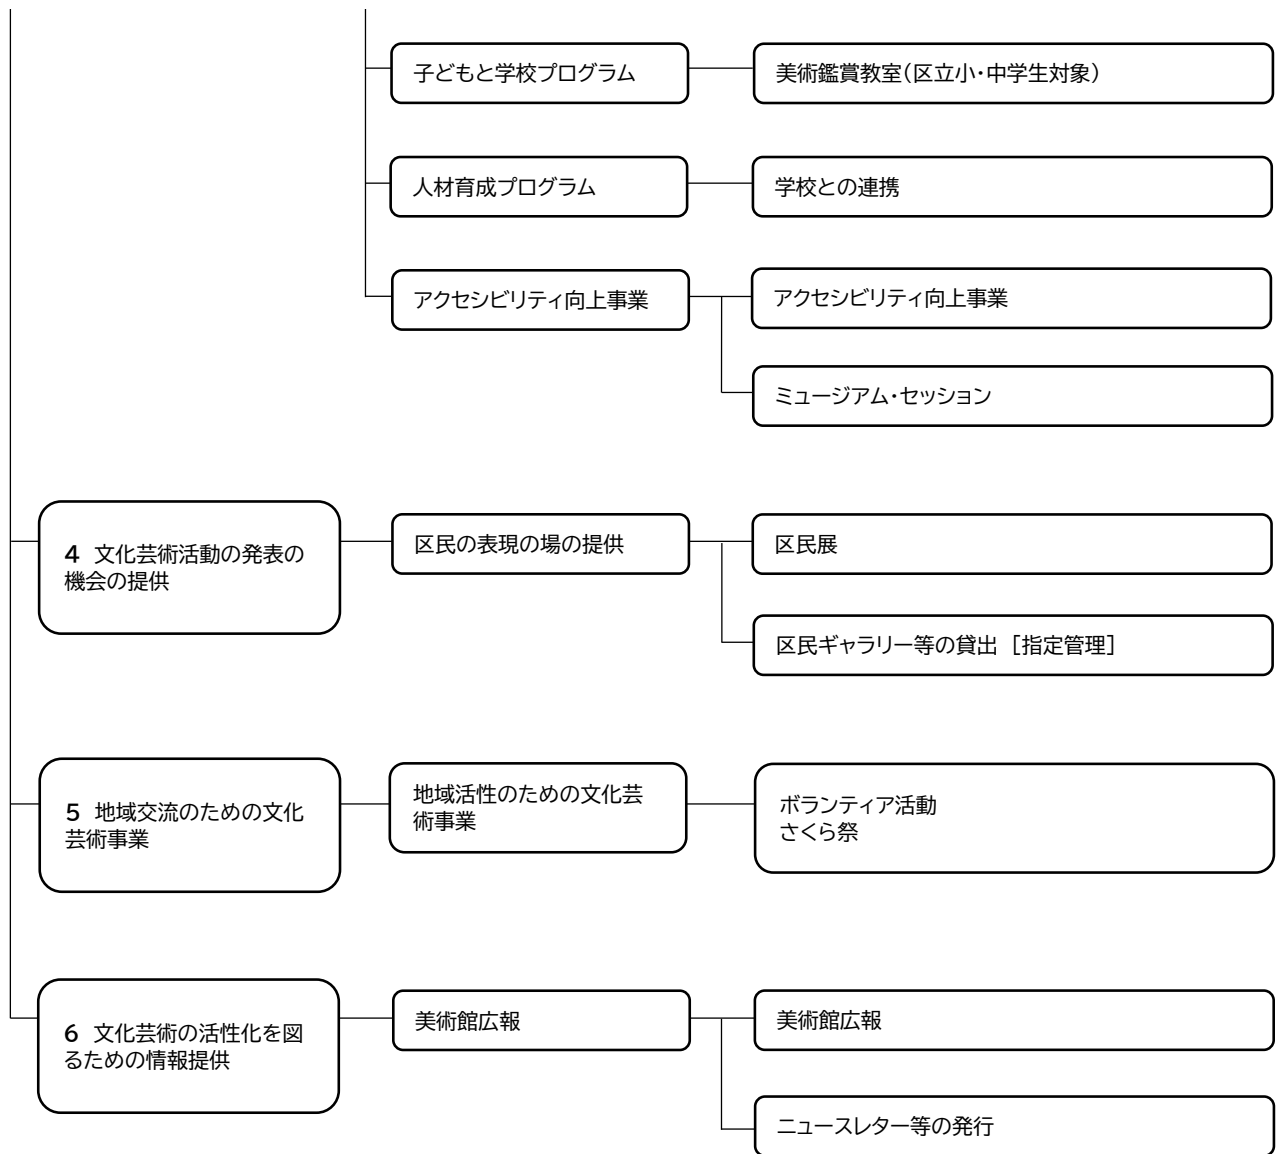 子どもと学校プログラム
美術鑑賞教室(区立小・中学生対象)
人材育成プログラム
学校との連携
アクセシビリティ向上事業
アクセシビリティ向上事業
ミュージアム・セッション
4 文化芸術活動の発表の
機会の提供
区民の表現の場の提供
区民展
区民ギャラリー等の貸出 [指定管理]
5 地域交流のための文化
芸術事業
地域活性のための文化芸
術事業
ボランティア活動
さくら祭
6 文化芸術の活性化を図
るための情報提供
美術館広報
美術館広報
ニュースレター等の発行